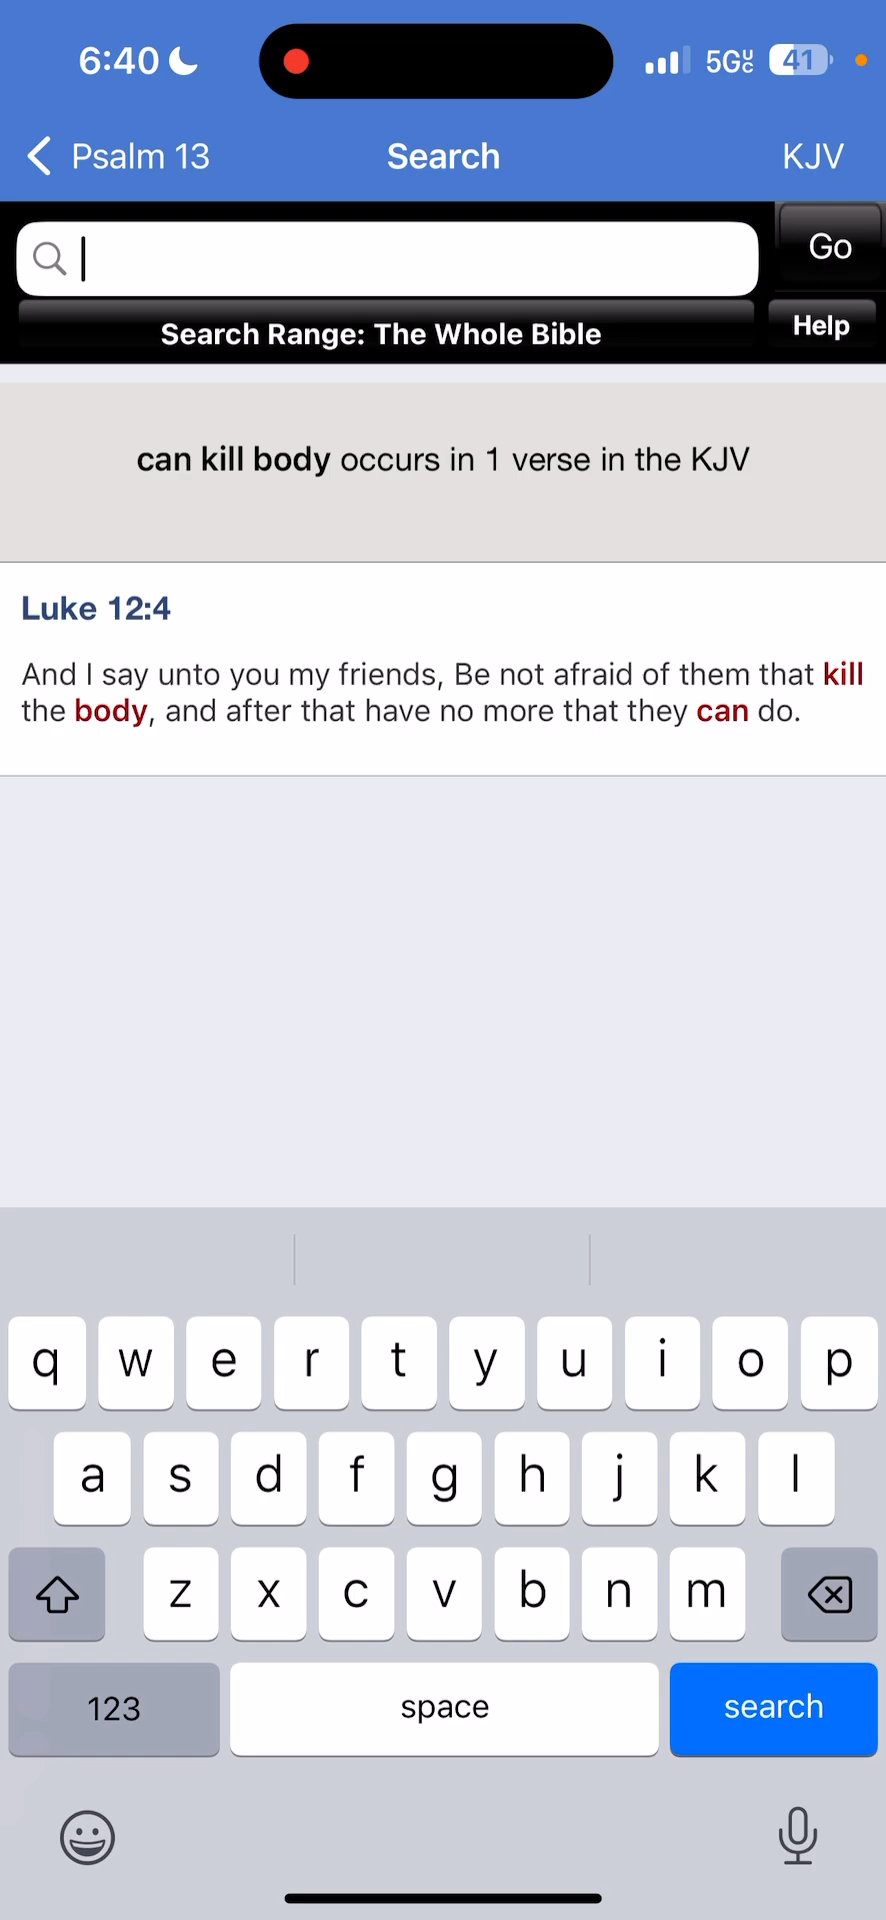 6:40 5G 41
Psalm 13 Search KJV
Go
Search Range: The Whole Bible Help
can kill body occurs in 1 verse in the KJV
Luke 12:4
And I say unto you my friends, Be not afraid of them that kill
the body, and after that have no more that they can do.
q w e r t y u i o p
a s d f g h j k l
z x c v b n m
123 space search